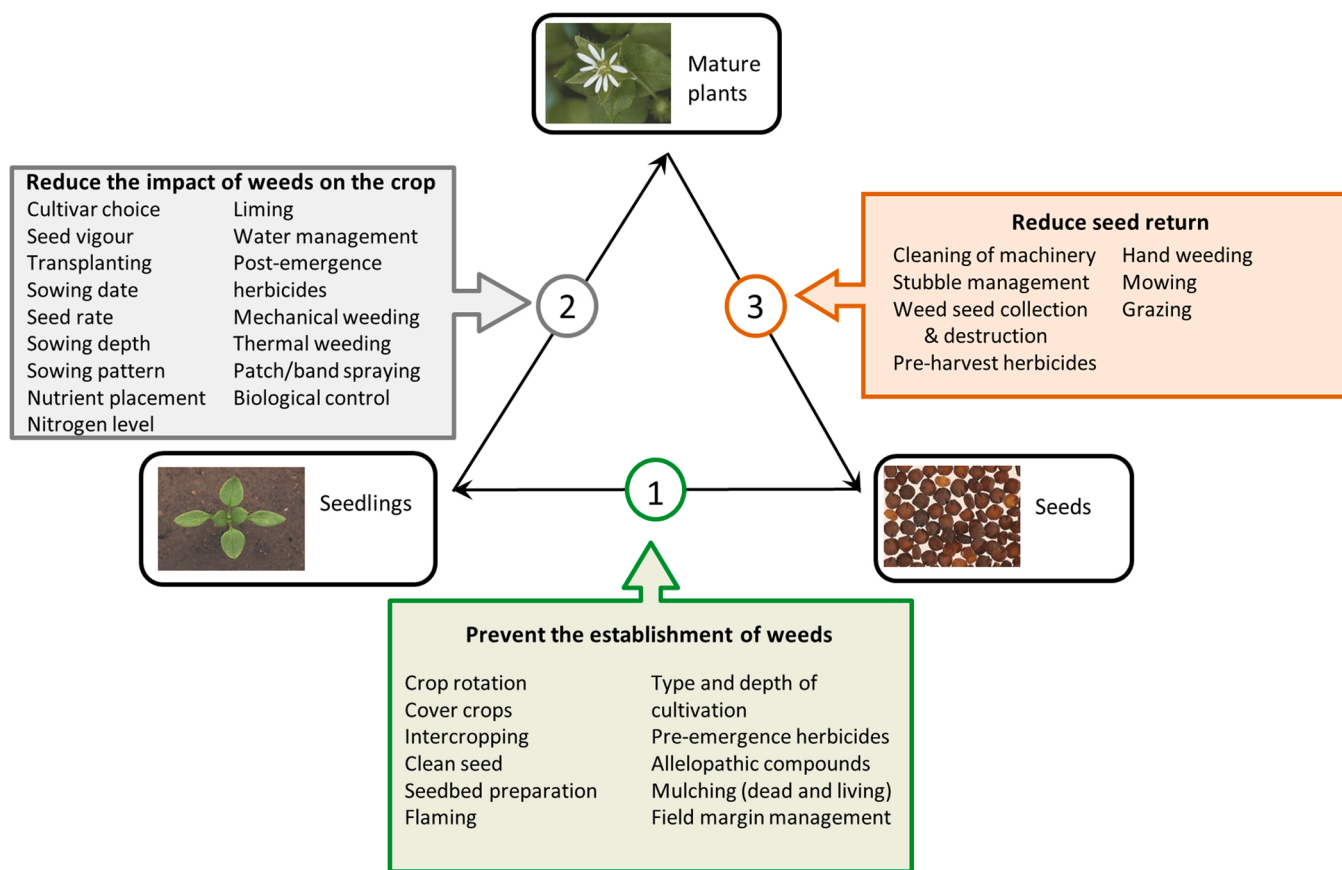 Mature
plants
Reduce the impact of weeds on the crop
Cultivar choice
Seed vigour
Transplanting
Sowing date
Seed rate
Sowing depth
Sowing pattern
Nutrient placement
Nitrogen level
Liming
Water management
Post-emergence
herbicides
Mechanical weeding
Thermal weeding
Patch/band spraying
Biological control
2
3
Reduce seed return
Cleaning of machinery
Stubble management
Weed seed collection
& destruction
Pre-harvest herbicides
Hand weeding
Mowing
Grazing
Seedlings
1
Seeds
Prevent the establishment of weeds
Crop rotation
Cover crops
Intercropping
Clean seed
Seedbed preparation
Flaming
Type and depth of
cultivation
Pre-emergence herbicides
Allelopathic compounds
Mulching (dead and living)
Field margin management